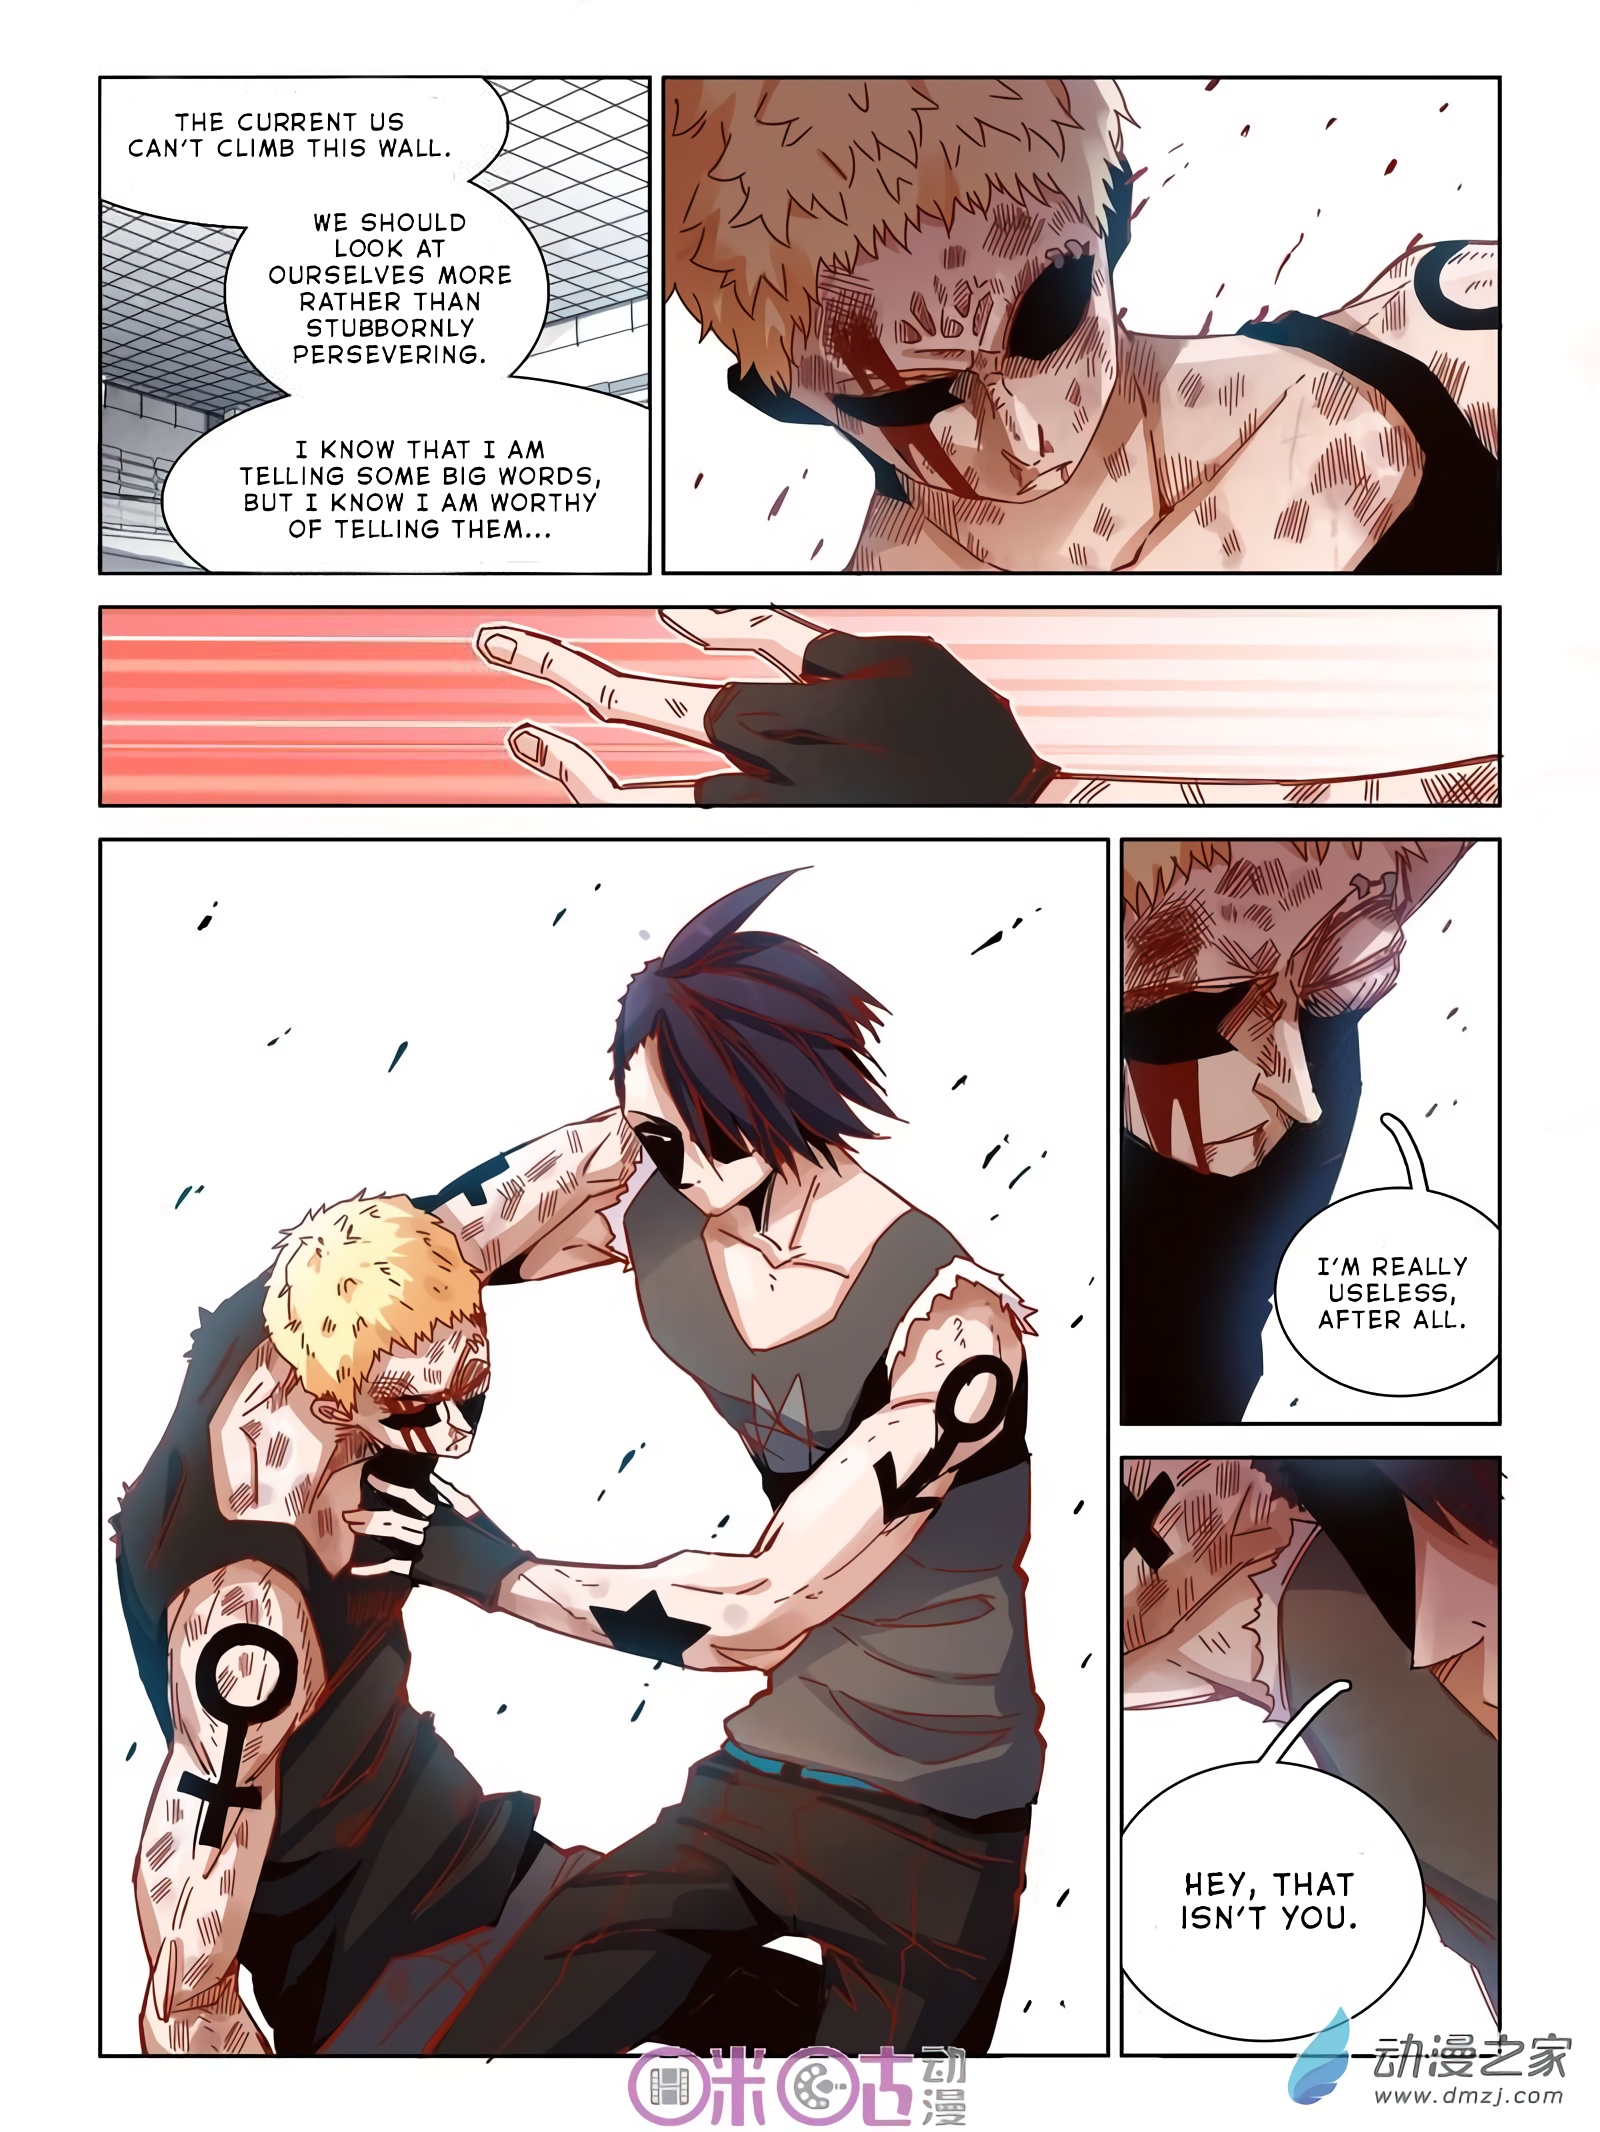 THE CURRENT US
CAN'T CLIMB THIS WALL.
WE SHOULD
LOOK AT
OURSELVES MORE
RATHER THAN
STUBBORNLY
PERSEVERING.
I KNOW THAT I AM
TELLING SOME BIG WORDS,
BUT I KNOW I AM WORTHY
OF TELLING THEM...
I'M REALLY
USELESS,
AFTER ALL.
HEY, THAT
ISN'T YOU.
咪咕动漫
动漫之家
www.dmzj.com